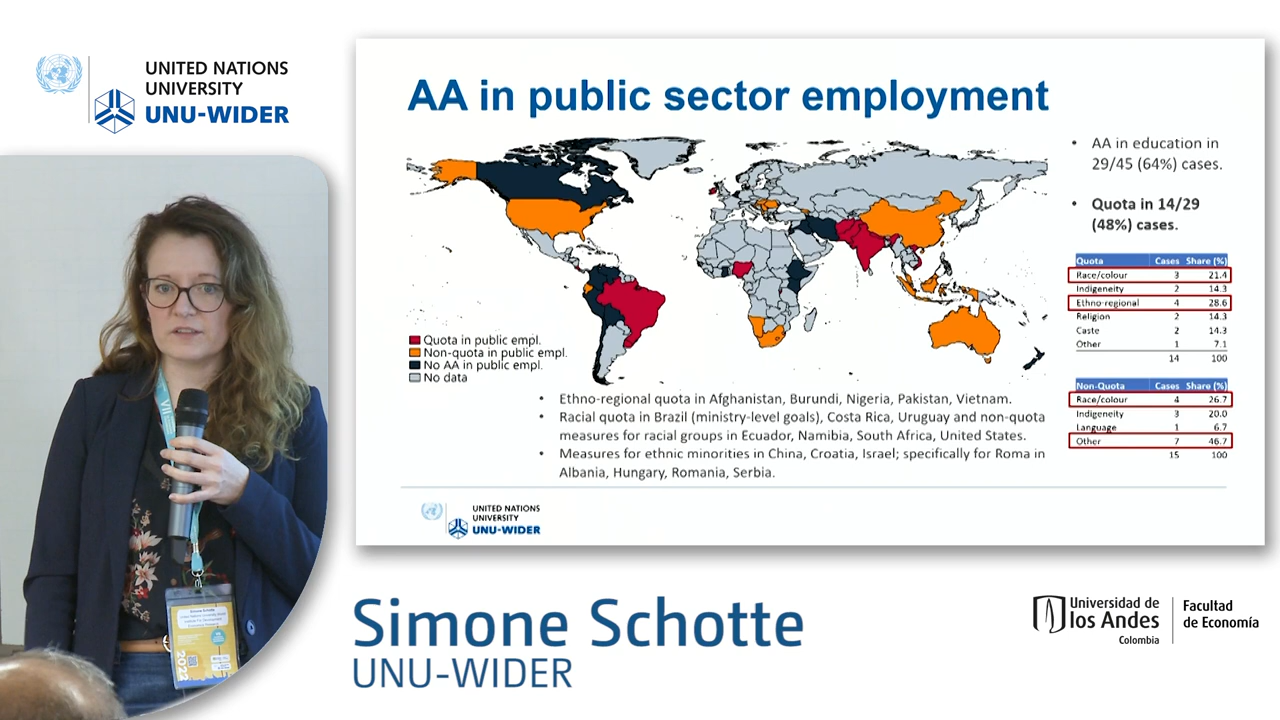 UNITED NATIONS
UNIVERSITY
UNU-WIDER
AA in public sector employment
• AA in education in
29/45 (64%) cases.
• Quota in 14/29
(48%) cases.
Quota Cases Share (%)
Race/colour 3 21.4
Indigeneity 2 14.3
Ethno-regional 4 28.6
Religion 2 14.3
Caste 2 14.3
Other 1 7.1
14 100
Non-Quota Cases Share (%)
Race/colour 4 26.7
Indigeneity 3 20.0
Language 1 6.7
Other 7 46.7
15 100
Quota in public empl.
Non-quota in public empl.
No AA in public empl.
No data
• Ethno-regional quota in Afghanistan, Burundi, Nigeria, Pakistan, Vietnam.
• Racial quota in Brazil (ministry-level goals), Costa Rica, Uruguay and non-quota
measures for racial groups in Ecuador, Namibia, South Africa, United States.
• Measures for ethnic minorities in China, Croatia, Israel; specifically for Roma in
Albania, Hungary, Romania, Serbia.
UNITED NATIONS
UNIVERSITY
UNU-WIDER
Simone Schotte
2022
Simone Schotte
UNU-WIDER
Universidad de
los Andes
Colombia
Facultad
de Economía